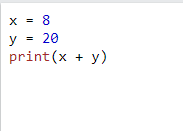 x = 8
y = 20
print(x + y)